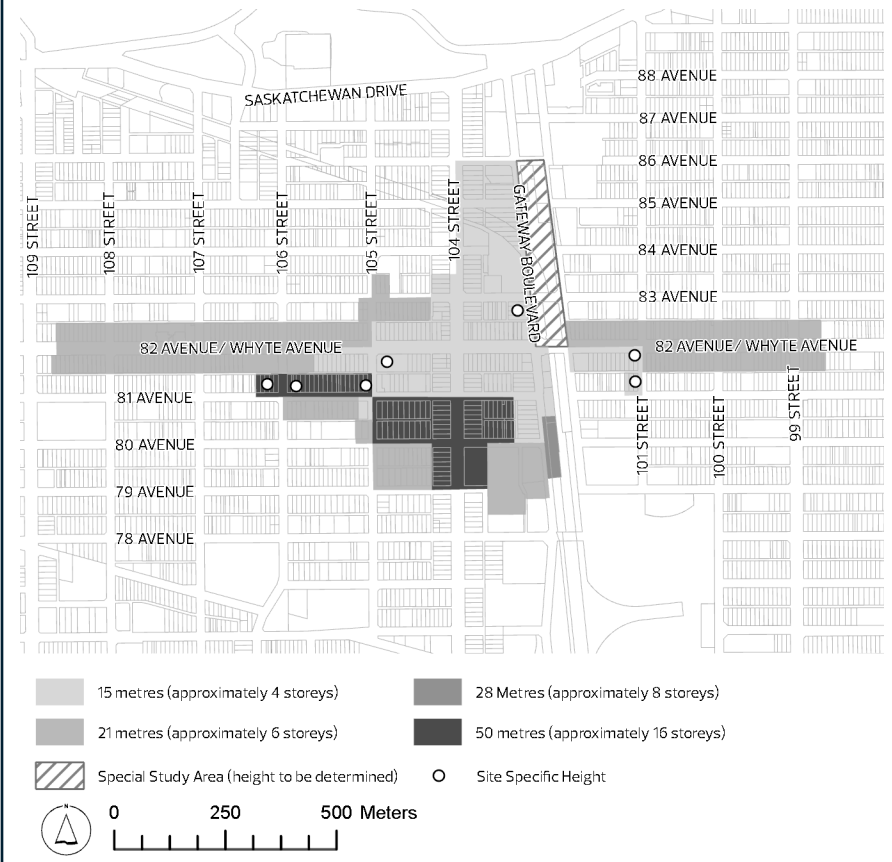 88 AVENUE
SASKATCHEWAN DRIVE
87 AVENUE
86 AVENUE
109 STREET
108 STREET
107 STREET
106 STREET
105 STREET
104 STREET
GATEWAY BOULEVARD
85 AVENUE
84 AVENUE
83 AVENUE
82 AVENUE/ WHYTE AVENUE
82 AVENUE/ WHYTE AVENUE
81 AVENUE
101 STREET
100 STREET
99 STREET
80 AVENUE
79 AVENUE
78 AVENUE
15 metres (approximately 4 storeys)
28 Metres (approximately 8 storeys)
21 metres (approximately 6 storeys)
50 metres (approximately 16 storeys)
Special Study Area (height to be determined)
Site Specific Height
N
0 250 500 Meters